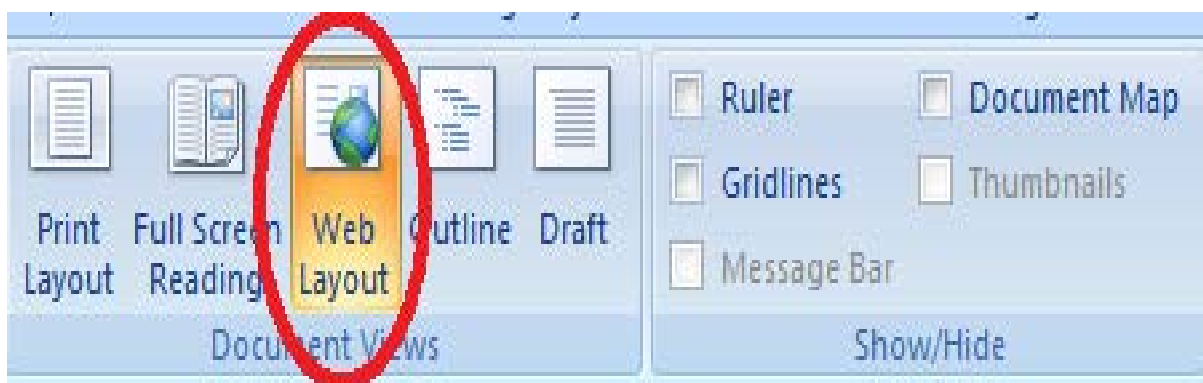 Print Layout
Full Screen Reading
Web Layout
Outline
Draft
Document Views
Ruler
Document Map
Gridlines
Thumbnails
Message Bar
Show/Hide